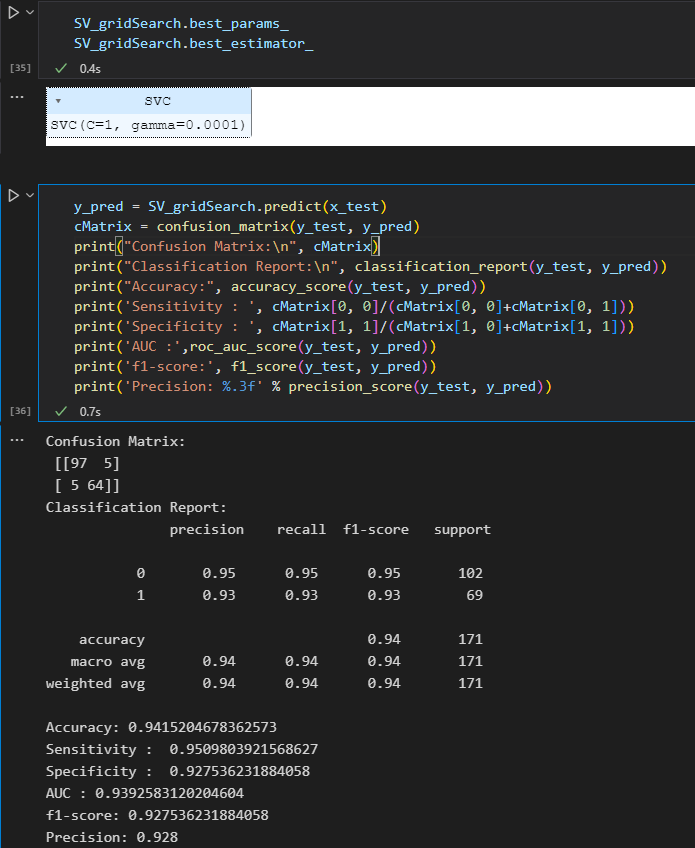 SV_gridSearch.best_params_
SV_gridSearch.best_estimator_
[35] 0.4s
SVC
SVC(C=1, gamma=0.0001)
y_pred = SV_gridSearch.predict(x_test)
cMatrix = confusion_matrix(y_test, y_pred)
print("Confusion Matrix:\n", cMatrix)
print("Classification Report:\n", classification_report(y_test, y_pred))
print("Accuracy:", accuracy_score(y_test, y_pred))
print('Sensitivity : ', cMatrix[0, 0]/(cMatrix[0, 0]+cMatrix[0, 1]))
print('Specificity : ', cMatrix[1, 1]/(cMatrix[1, 0]+cMatrix[1, 1]))
print('AUC :',roc_auc_score(y_test, y_pred))
print('f1-score:', f1_score(y_test, y_pred))
print('Precision: %.3f' % precision_score(y_test, y_pred))
[36] 0.7s
Confusion Matrix:
[[97  5]
[ 5 64]]
Classification Report:
precision    recall  f1-score   support
0       0.95      0.95      0.95       102
1       0.93      0.93      0.93        69
accuracy                           0.94       171
macro avg       0.94      0.94      0.94       171
weighted avg       0.94      0.94      0.94       171
Accuracy: 0.9415204678362573
Sensitivity :  0.9509803921568627
Specificity :  0.927536231884058
AUC : 0.9392583120204604
f1-score: 0.927536231884058
Precision: 0.928